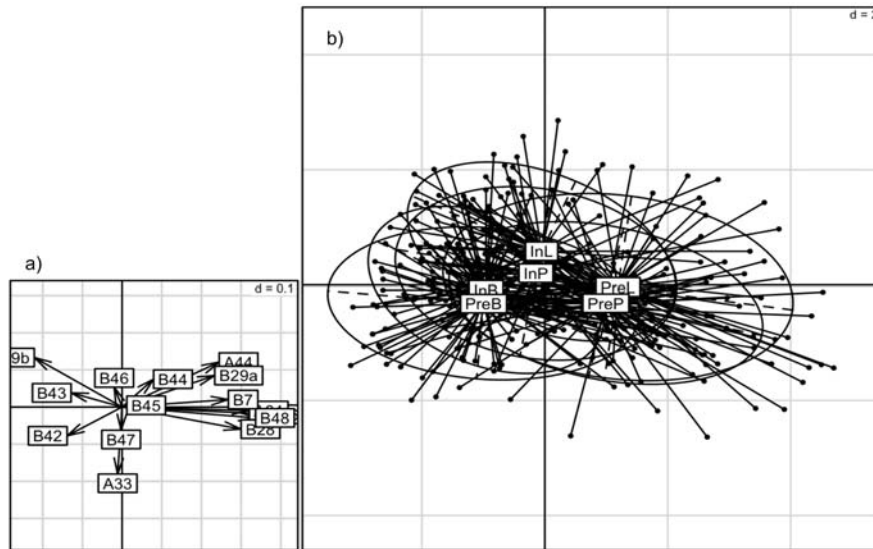 b)
InL
InP
InB
PreL
PreB
PreP
a)
d = 0.1
9b
A44
B46
B44
B29a
B43
B7
B45
B48
B42
B47
B28
A33